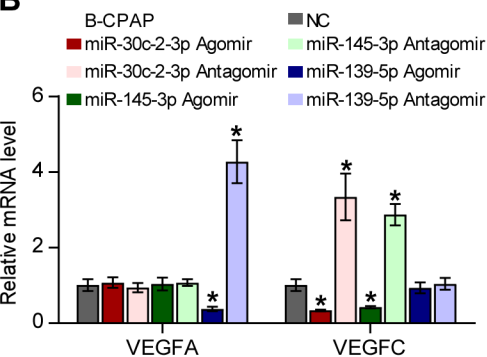 B
B-CPAP
NC
miR-30c-2-3p Agomir
miR-145-3p Antagomir
miR-30c-2-3p Antagomir
miR-139-5p Agomir
miR-145-3p Agomir
miR-139-5p Antagomir
Relative mRNA level
6
4
2
0
*
*
*
*
*
*
VEGFA
VEGFC